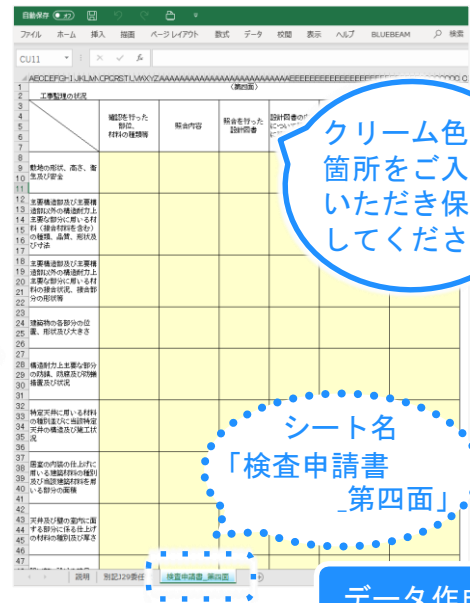 自動保存 オフ
ファイル ホーム 挿入 描画 ページレイアウト 数式 データ 校閲 表示 ヘルプ BLUEBEAM 検索
CU11 fx
(第四面)
工事監理の状況
確認を行った
部位、
材料の種類等
照合内容
照合を行った
設計図書
敷地の形状、高さ、衛
生及び安全
主要構造部及び主要構
造部以外の構造耐力上
主要な部分に用いる材
料(接合材料を含む)
の種類、品質、形状及
び寸法
主要構造部及び主要構
造部以外の構造耐力上
主要な部分に用いる材
料の接合状況、接合部
分の形状等
建築物の各部分の位
置、形状及び大きさ
構造耐力上主要な部分
の防錆、防腐及び防蟻
措置及び状況
特定天井に用いる材料
の種別並びに当該特定
天井の構造及び施工状
況
居室の内装の仕上げに
用いる建築材料の種別
及び当該建築材料を用
いる部分の面積
天井及び壁の室内に面
する部分に係る仕上げ
の材料の種別及び厚さ
クリーム色
箇所をご入
いただき保
してくださ
シート名
「検査申請書
_第四面」
説明 別記J29委任 検査申請書_第四面
データ作成